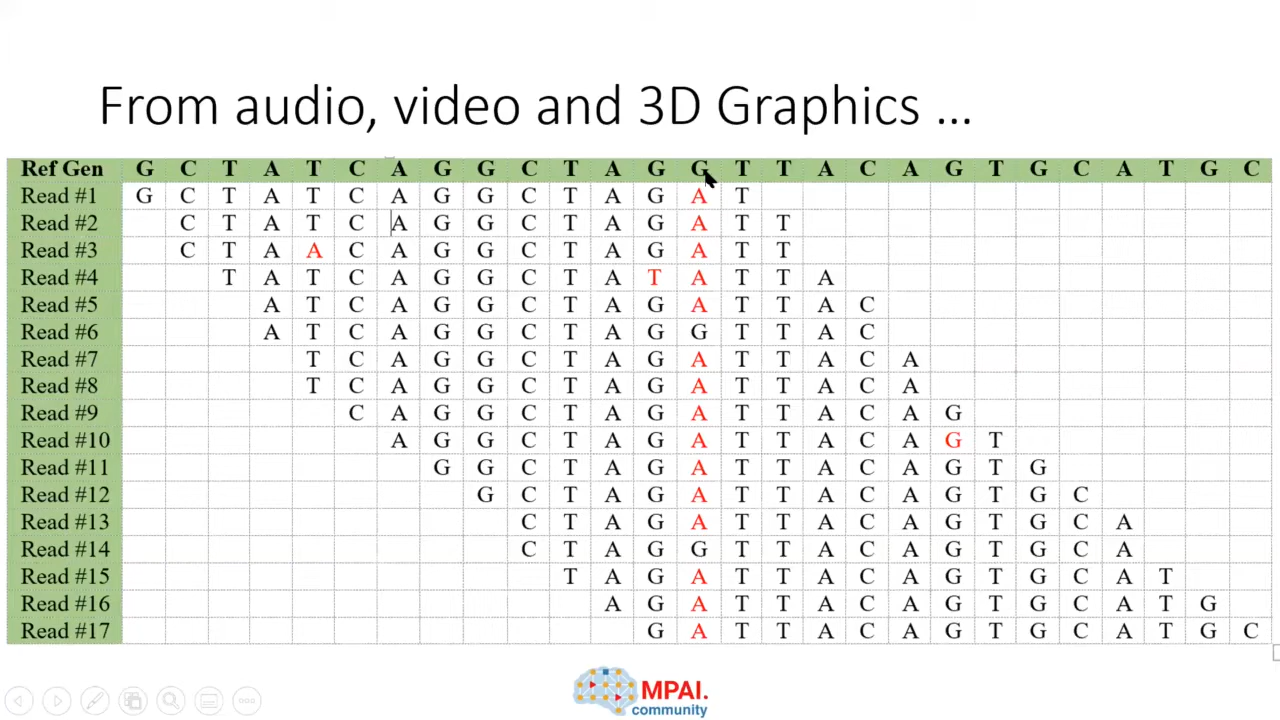 From audio, video and 3D Graphics ...
Ref Gen G C T A T C A G G C T A G G T T A C A G T G C A T G C
Read #1 G C T A T C A G G C T A G A T
Read #2 C T A T C A G G C T A G A T T
Read #3 C T A A C A G G C T A G A T T
Read #4 T A T C A G G C T A T A T T A
Read #5 A T C A G G C T A G A T T A C
Read #6 A T C A G G C T A G G T T A C
Read #7 T C A G G C T A G A T T A C A
Read #8 T C A G G C T A G A T T A C A
Read #9 C A G G C T A G A T T A C A G
Read #10 A G G C T A G A T T A C A G T
Read #11 G G C T A G A T T A C A G T G
Read #12 G C T A G A T T A C A G T G C
Read #13 C T A G A T T A C A G T G C A
Read #14 C T A G G T T A C A G T G C A
Read #15 T A G A T T A C A G T G C A T
Read #16 A G A T T A C A G T G C A T G
Read #17 G A T T A C A G T G C A T G C
MPAI.
community